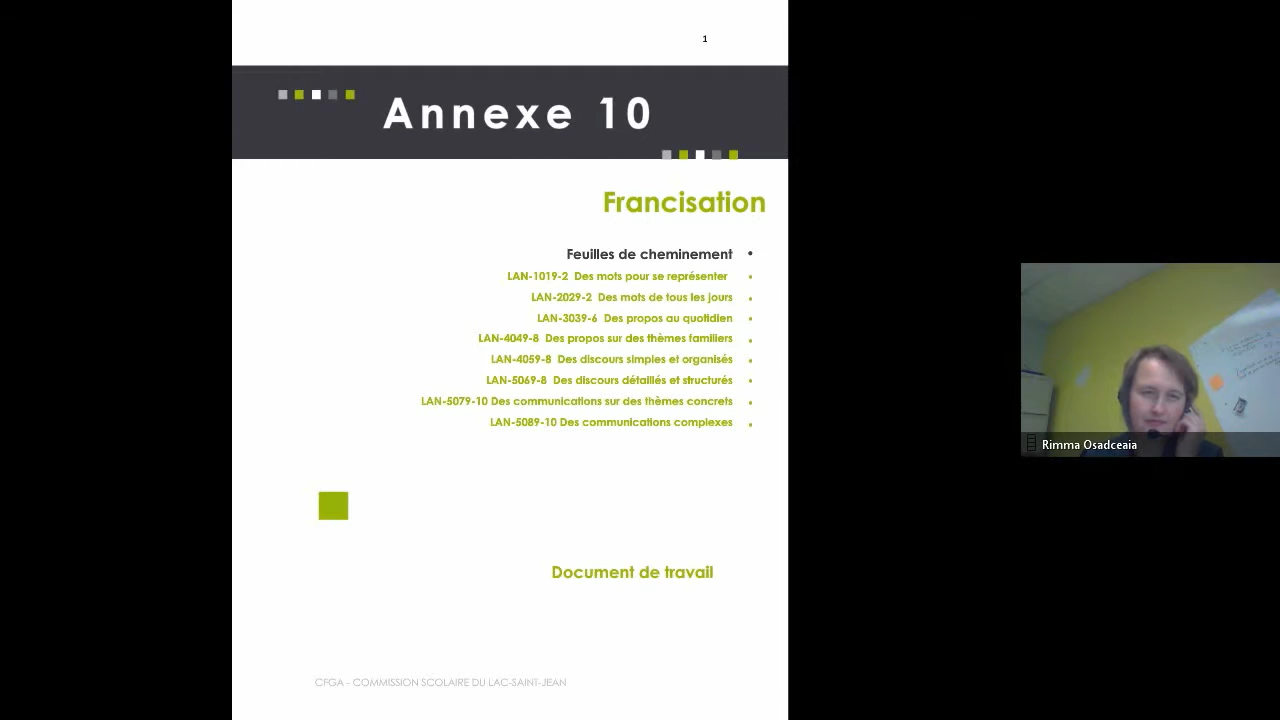 1
Annexe 10
Francisation
Feuilles de cheminement •
LAN-1019-2 Des mots pour se représenter •
LAN-2029-2 Des mots de tous les jours •
LAN-3039-6 Des propos au quotidien •
LAN-4049-8 Des propos sur des thèmes familiers •
LAN-4059-8 Des discours simples et organisés •
LAN-5069-8 Des discours détaillés et structurés •
LAN-5079-10 Des communications sur des thèmes concrets •
LAN-5089-10 Des communications complexes •
Document de travail
CFGA - COMMISSION SCOLAIRE DU LAC-SAINT-JEAN
Rimma Osadceaia